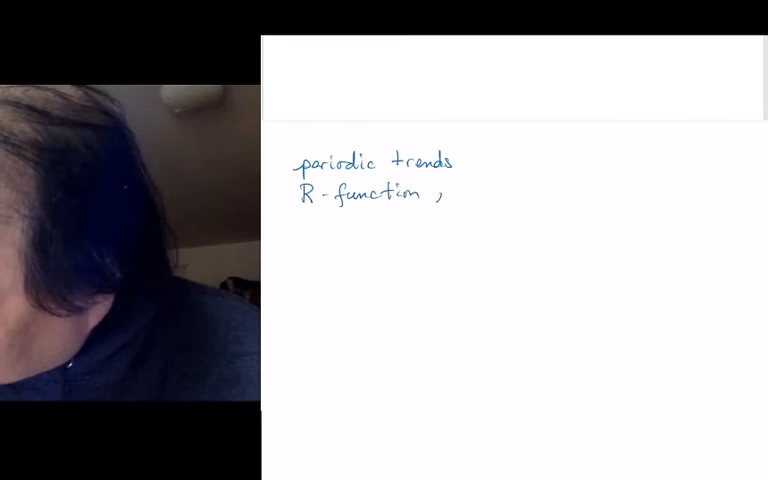 periodic trends
R - function ,